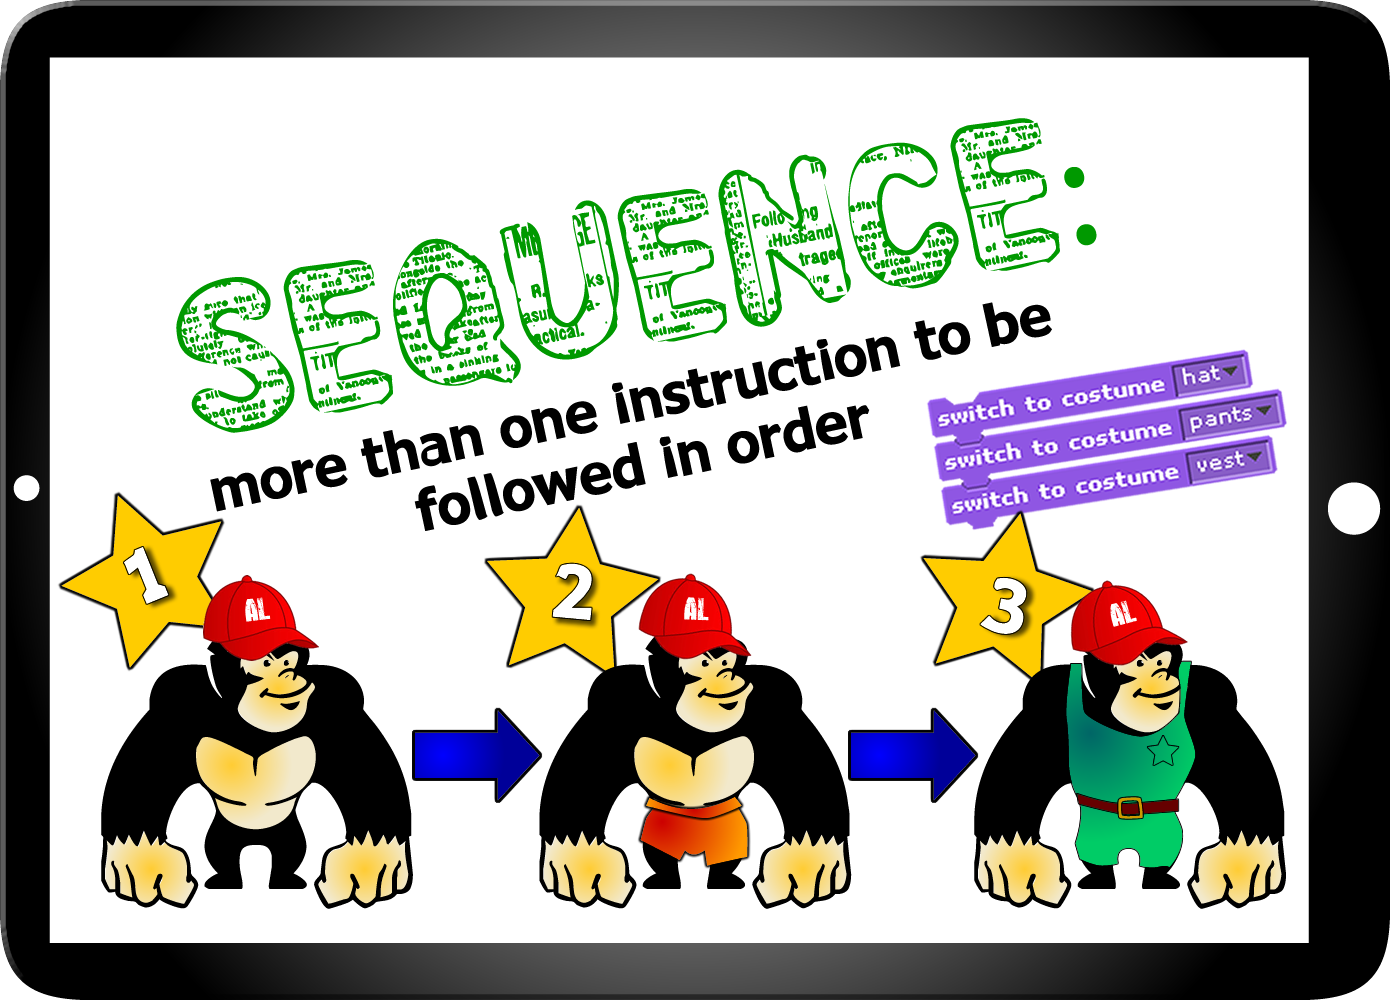 SEQUENCE:
more than one instruction to be
followed in order
switch to costume hat
switch to costume pants
switch to costume vest
1
2
3
AL
AL
AL